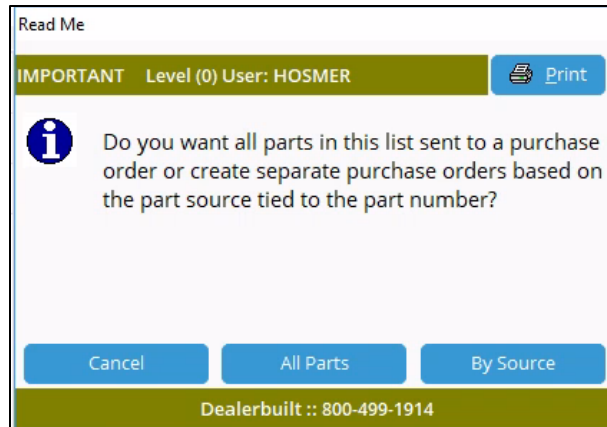 Read Me
IMPORTANT Level (0) User: HOSMER
Print
Do you want all parts in this list sent to a purchase
order or create separate purchase orders based on
the part source tied to the part number?
Cancel
All Parts
By Source
Dealerbuilt :: 800-499-1914